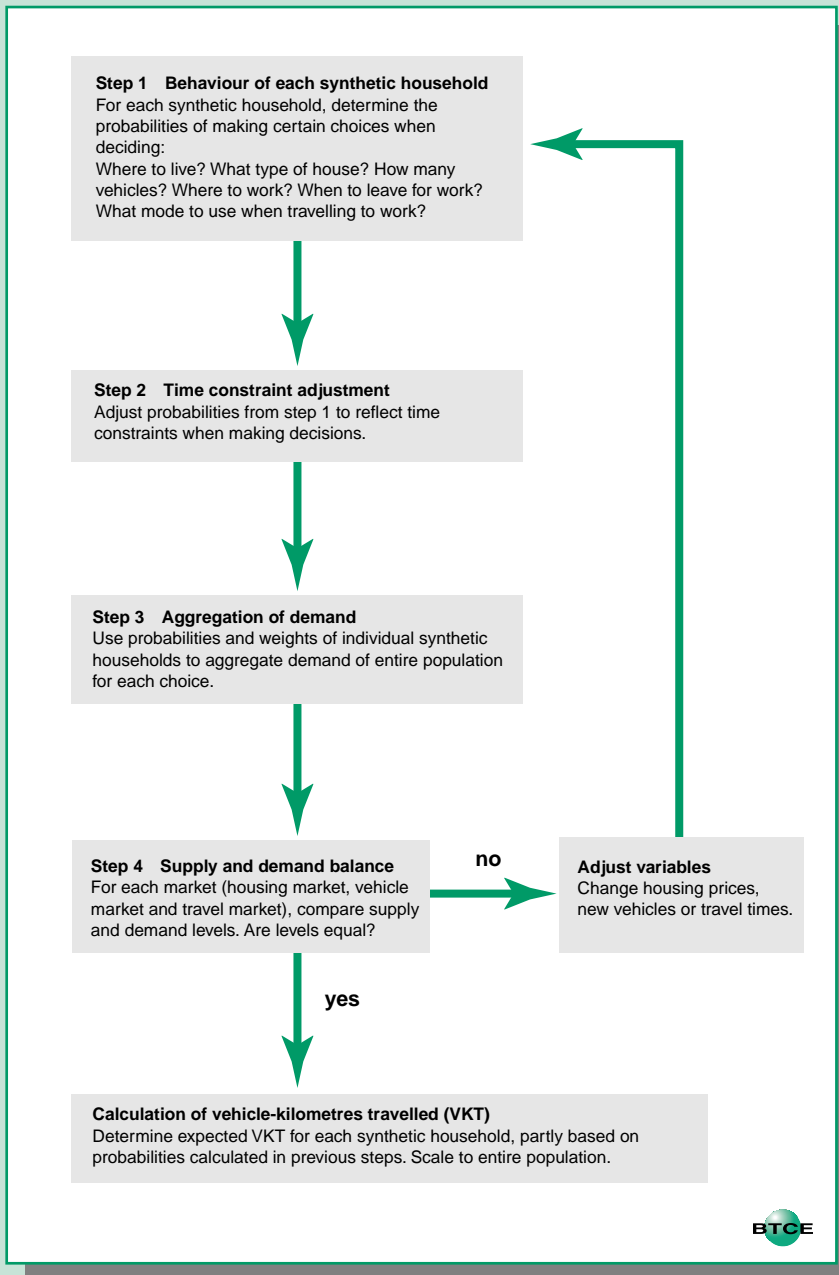 Step 1 Behaviour of each synthetic household
For each synthetic household, determine the
probabilities of making certain choices when
deciding:
Where to live? What type of house? How many
vehicles? Where to work? When to leave for work?
What mode to use when travelling to work?
Step 2 Time constraint adjustment
Adjust probabilities from step 1 to reflect time
constraints when making decisions.
Step 3 Aggregation of demand
Use probabilities and weights of individual synthetic
households to aggregate demand of entire population
for each choice.
Step 4 Supply and demand balance
For each market (housing market, vehicle
market and travel market), compare supply
and demand levels. Are levels equal?
no
Adjust variables
Change housing prices,
new vehicles or travel times.
yes
Calculation of vehicle-kilometres travelled (VKT)
Determine expected VKT for each synthetic household, partly based on
probabilities calculated in previous steps. Scale to entire population.
BTCE